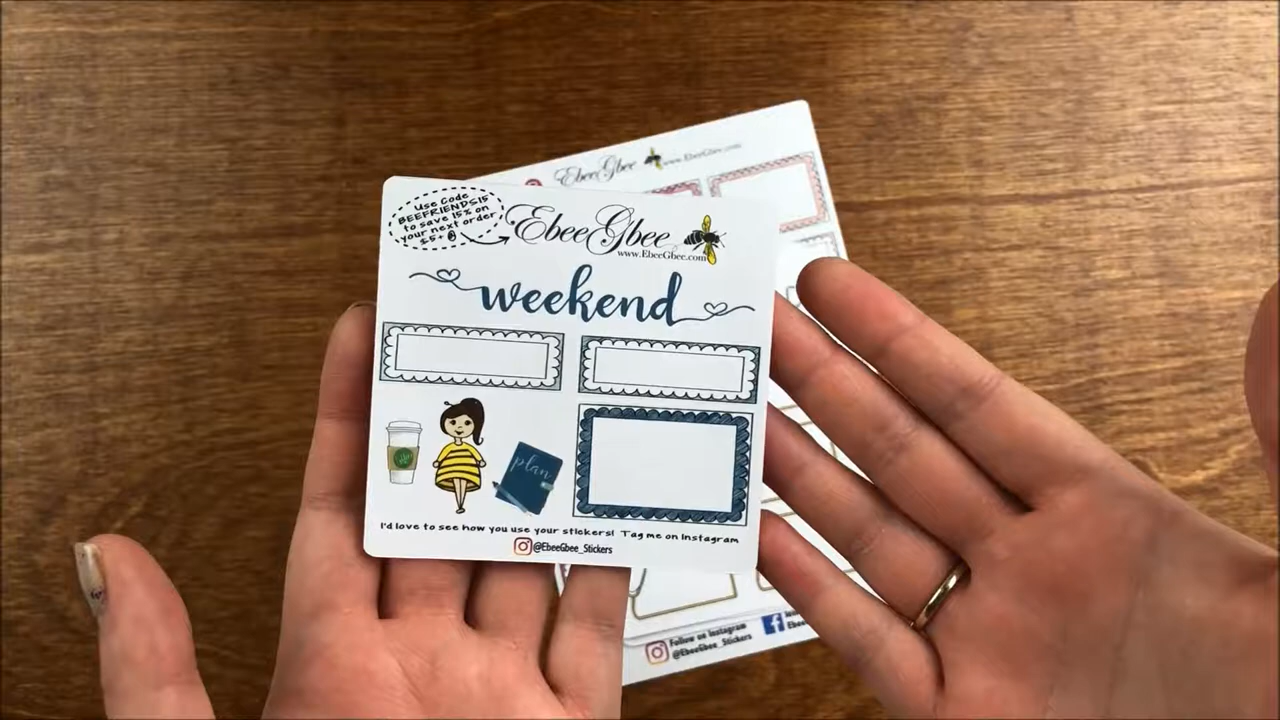 EbeeGbee
www.EbeeGbee.com
Use Code
BEEFRIENDS15
to save 15% on
your next order
EbeeGbee
www.EbeeGbee.com
weekend
plan
I'd love to see how you use your stickers! Tag me on Instagram
@EbeeGbee_Stickers
Follow on Instagram
@EbeeGbee_Stickers